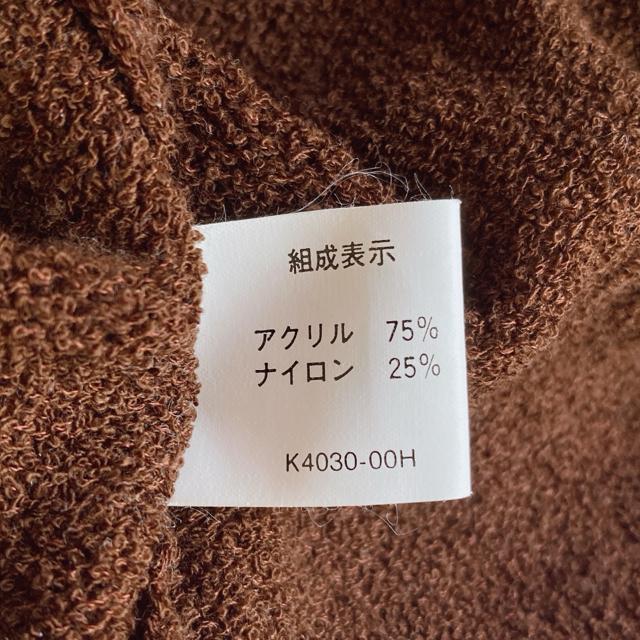 組成表示
アクリル 75%
ナイロン 25%
K4030-00H